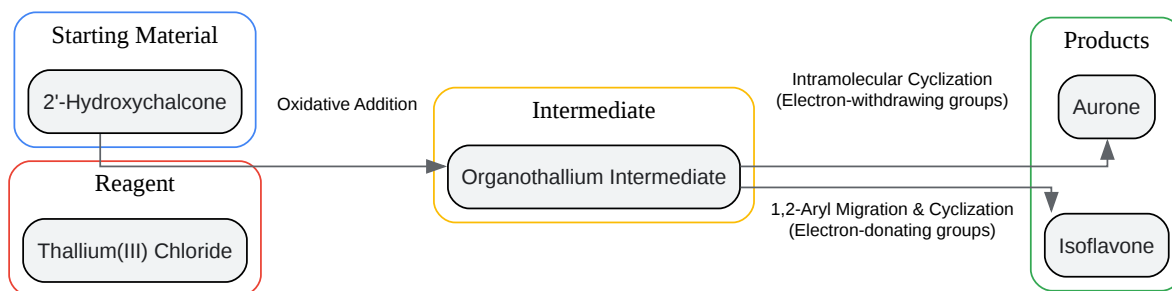 Starting Material
2'-Hydroxychalcone
Reagent
Thallium(III) Chloride
Oxidative Addition
Intermediate
Organothallium Intermediate
Intramolecular Cyclization
(Electron-withdrawing groups)
1,2-Aryl Migration & Cyclization
(Electron-donating groups)
Products
Aurone
Isoflavone